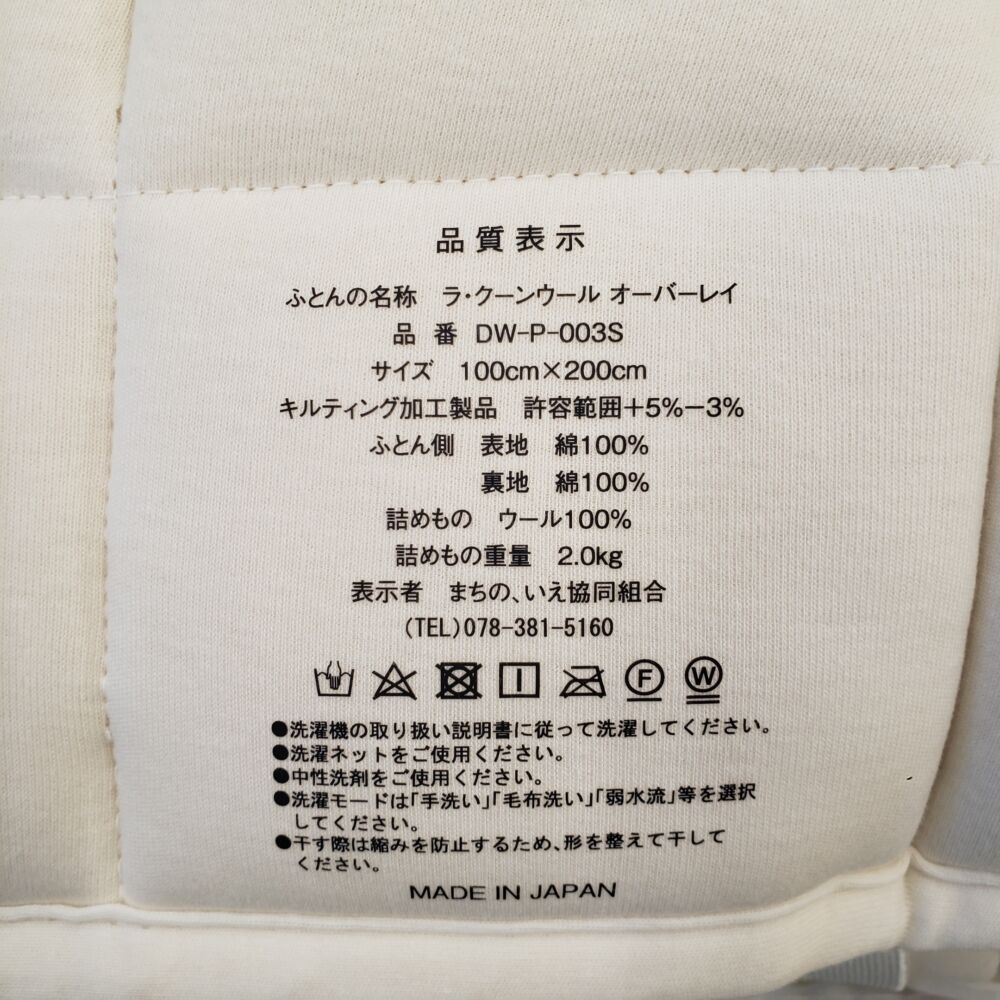 品質表示
ふとんの名称 ラ・クーンウール オーバーレイ
品 番 DW-P-003S
サイズ 100cm×200cm
キルティング加工製品 許容範囲+5%-3%
ふとん側 表地 綿100%
裏地 綿100%
詰めもの ウール100%
詰めもの重量 2.0kg
表示者 まちの、いえ協同組合
(TEL)078-381-5160
F W
●洗濯機の取り扱い説明書に従って洗濯してください。
●洗濯ネットをご使用ください。
●中性洗剤をご使用ください。
●洗濯モードは「手洗い」「毛布洗い」「弱水流」等を選択
してください。
●干す際は縮みを防止するため、形を整えて干して
ください。
MADE IN JAPAN